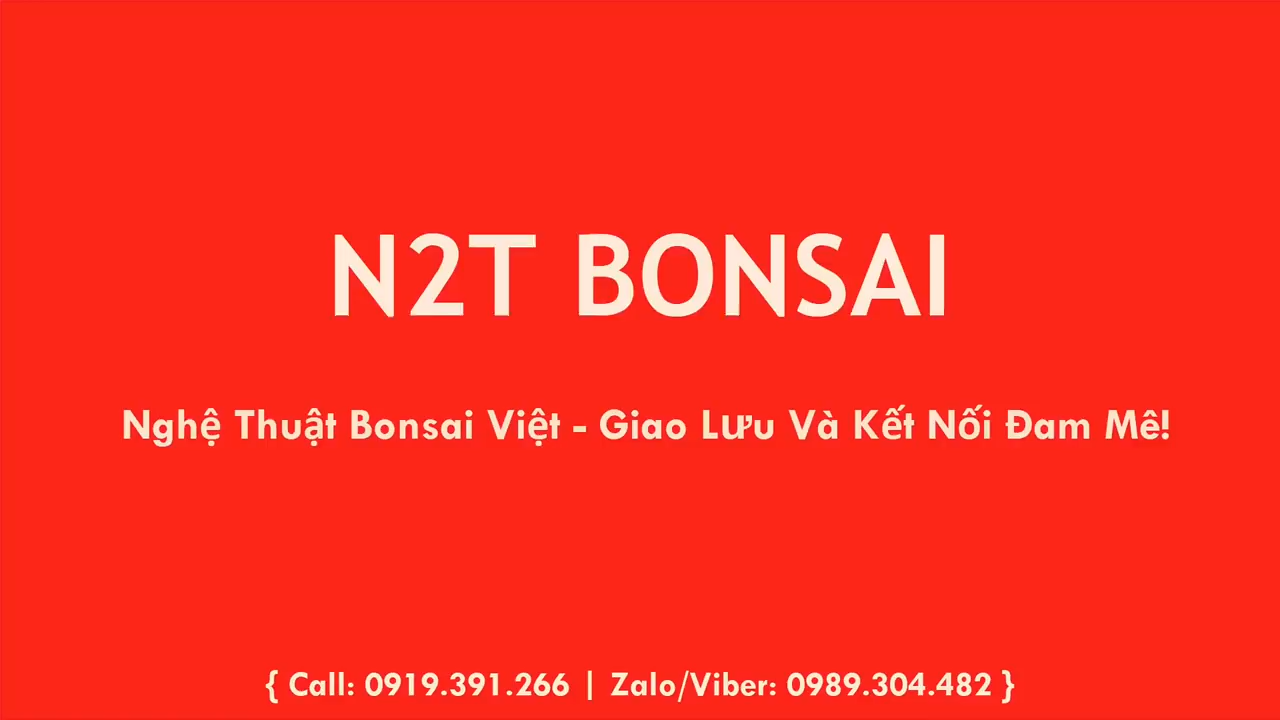 N2T BONSAI
Nghệ Thuật Bonsai Việt - Giao Lưu Và Kết Nối Đam Mê!
{ Call: 0919.391.266 | Zalo/Viber: 0989.304.482 }